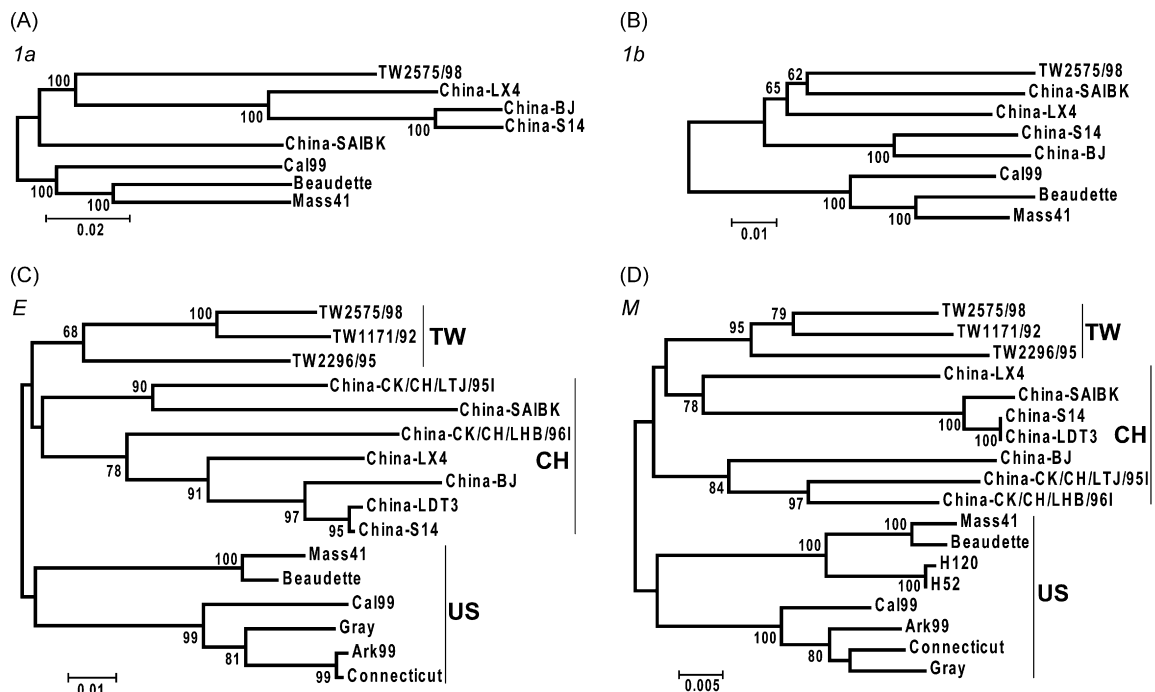 (A)
1a
100
TW2575/98
China-LX4
100
China-BJ
100
China-S14
China-SAIBK
Cal99
100
Beaudette
100
Mass41
0.02
(B)
1b
62
TW2575/98
65
China-SAIBK
China-LX4
China-S14
100
China-BJ
Cal99
100
Beaudette
100
Mass41
0.01
(C)
E
100
TW2575/98
68
TW1171/92
TW
TW2296/95
90
China-CK/CH/LTJ/95I
China-SAIBK
China-CK/CH/LHB/96I
78
China-LX4
CH
91
China-BJ
97
China-LDT3
95
China-S14
100
Mass41
Beaudette
US
Cal99
99
Gray
81
Ark99
99
Connecticut
0.01
(D)
M
79
TW2575/98
95
TW1171/92
TW
TW2296/95
China-LX4
78
China-SAIBK
100
China-S14
100
China-LDT3
CH
China-BJ
84
China-CK/CH/LTJ/95I
97
China-CK/CH/LHB/96I
100
Mass41
100
Beaudette
H120
100
H52
US
Cal99
100
Ark99
80
Connecticut
Gray
0.005